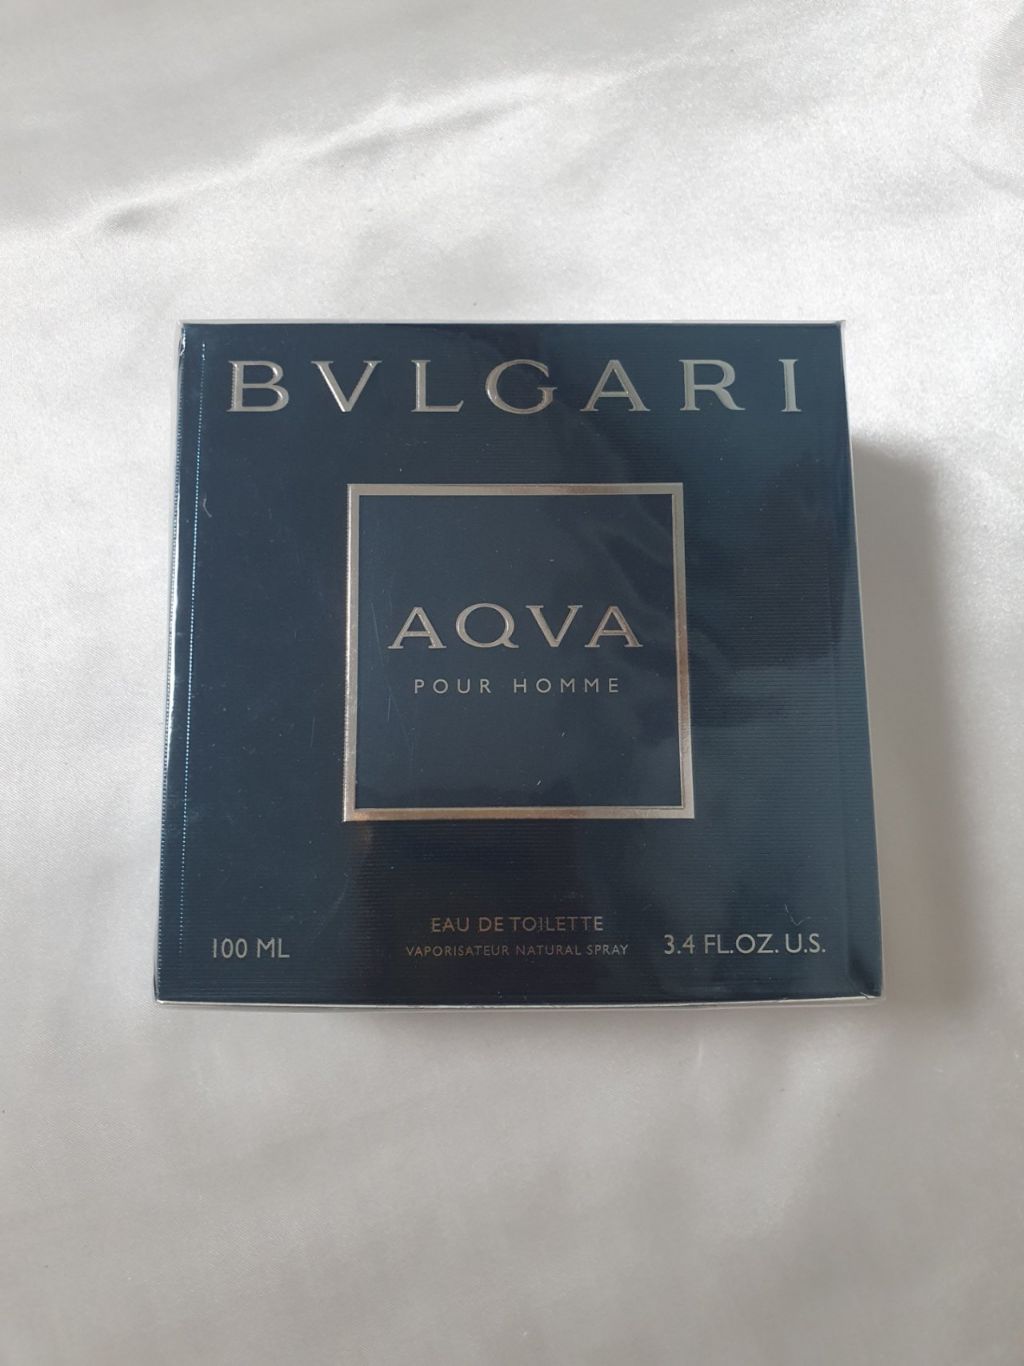 BVLGARI
AQVA
POUR HOMME
EAU DE TOILETTE
100 ML VAPORISATEUR NATURAL SPRAY 3.4 FL.OZ. U.S.